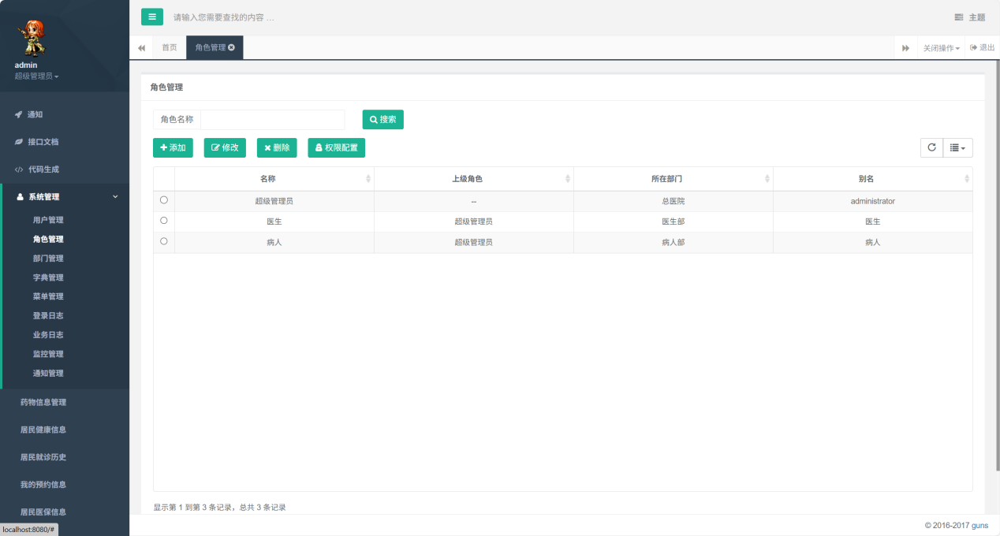 请输入您需要查找的内容 …
主题
admin
超级管理员
首页
角色管理
关闭操作
退出
通知
接口文档
代码生成
系统管理
用户管理
角色管理
部门管理
字典管理
菜单管理
登录日志
业务日志
监控管理
通知管理
药物信息管理
居民健康信息
居民就诊历史
我的预约信息
居民医保信息
localhost:8080/#
角色管理
角色名称
搜索
添加 修改 删除 权限配置
名称 上级角色 所在部门 别名
超级管理员 -- 总医院 administrator
医生 超级管理员 医生部 医生
病人 超级管理员 病人部 病人
显示第 1 到第 3 条记录，总共 3 条记录
© 2016-2017 guns